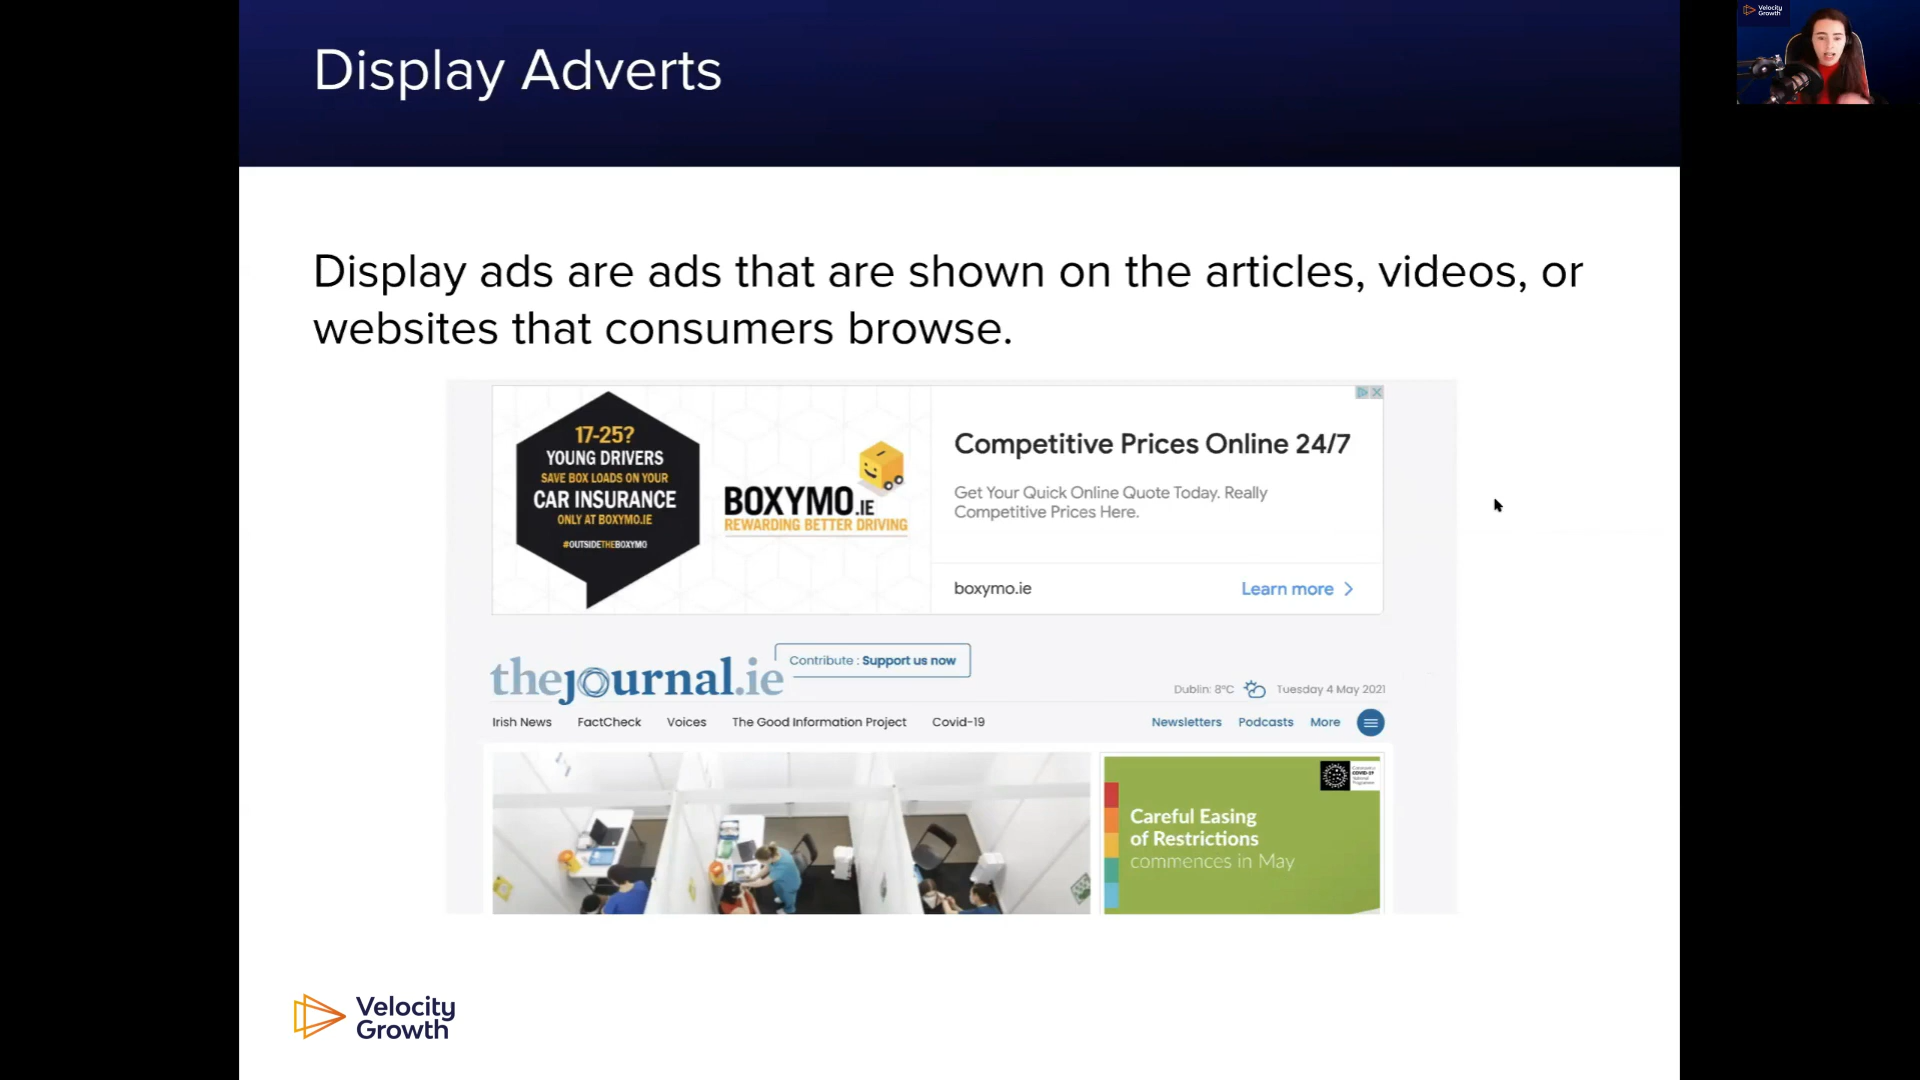 Display Adverts
Velocity
Growth
Display ads are ads that are shown on the articles, videos, or
websites that consumers browse.
17-25?
YOUNG DRIVERS
SAVE BOX LOADS ON YOUR
CAR INSURANCE
ONLY AT BOXYMO.IE
#OUTSIDETHEBOXYMO
BOXYMO.IE
REWARDING BETTER DRIVING
Competitive Prices Online 24/7
Get Your Quick Online Quote Today. Really
Competitive Prices Here.
boxymo.ie
Learn more
thejournal.ie
Contribute : Support us now
Dublin: 8°C
Tuesday 4 May 2021
Irish News FactCheck Voices The Good Information Project Covid-19
Newsletters Podcasts More
COVID-19
Careful Easing
of Restrictions
commences in May
Velocity
Growth